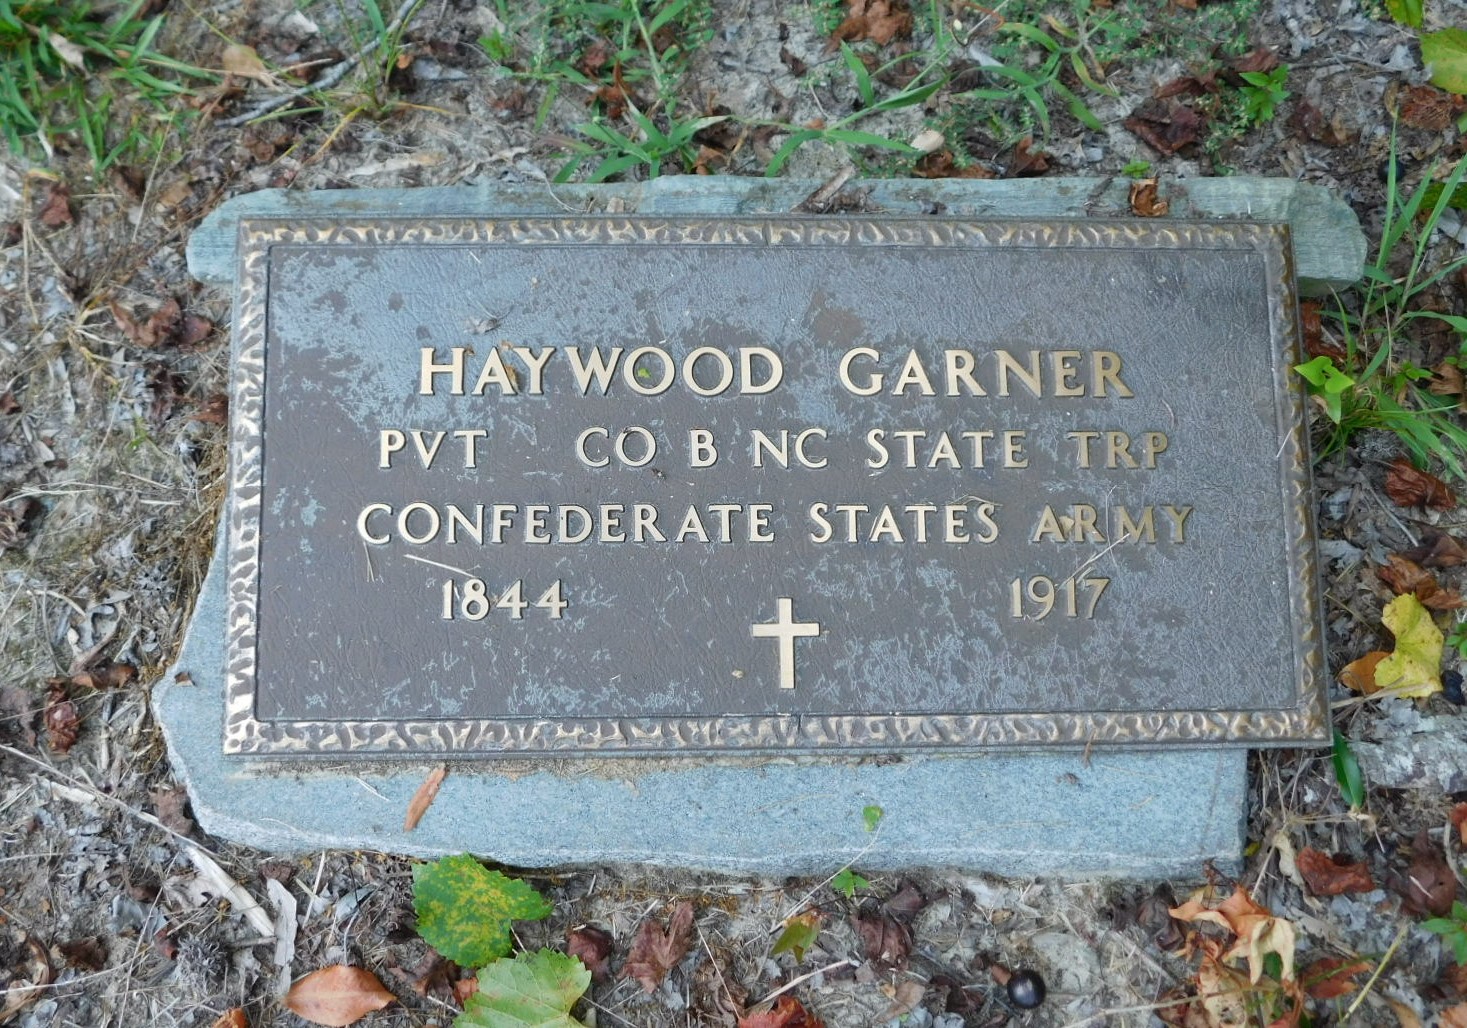 HAYWOOD GARNER
PVT CO B NC STATE TRP
CONFEDERATE STATES ARMY
1844 1917